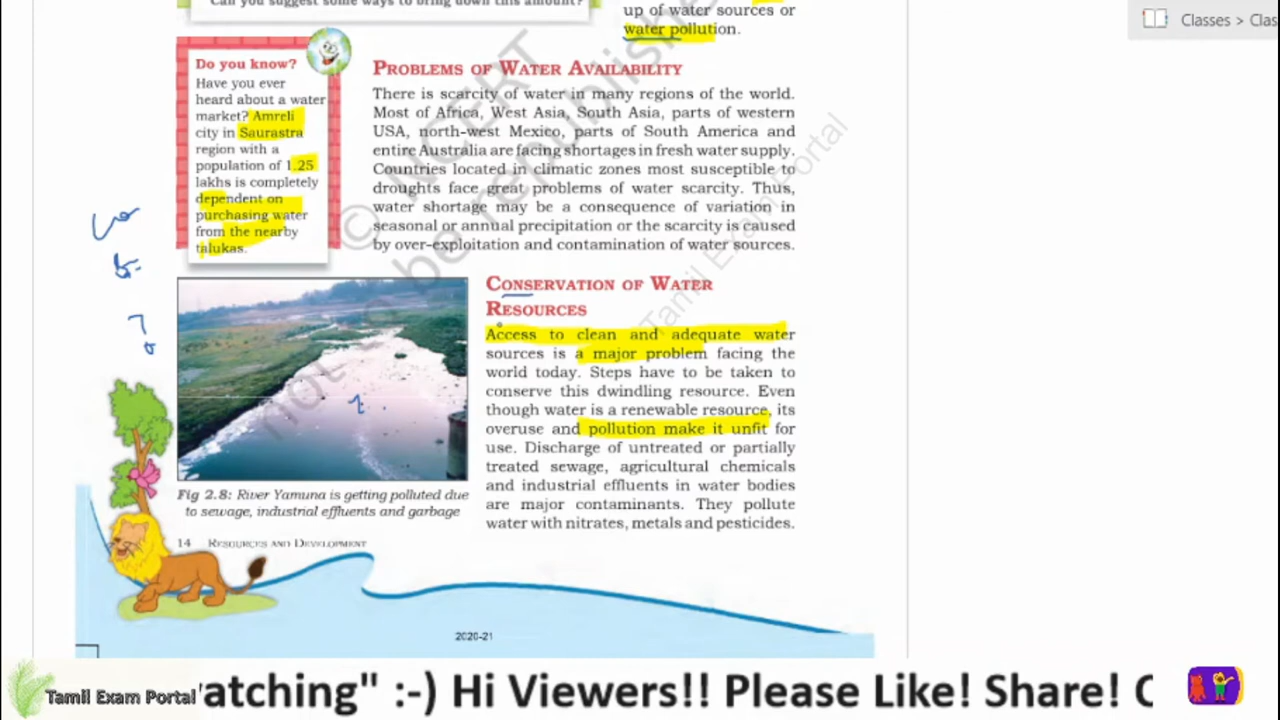 Can you suggest some ways to bring down this amount?
up of water sources or
water pollution.
Classes > Clas
Do you know?
Have you ever
heard about a water
market? Amreli
city in Saurastra
region with a
population of 1.25
lakhs is completely
dependent on
purchasing water
from the nearby
talukas.
PROBLEMS OF WATER AVAILABILITY
There is scarcity of water in many regions of the world.
Most of Africa, West Asia, South Asia, parts of western
USA, north-west Mexico, parts of South America and
entire Australia are facing shortages in fresh water supply.
Countries located in climatic zones most susceptible to
droughts face great problems of water scarcity. Thus,
water shortage may be a consequence of variation in
seasonal or annual precipitation or the scarcity is caused
by over-exploitation and contamination of water sources.
© NCERT
not to be republishe
Tamil Exam Portal
CONSERVATION OF WATER
RESOURCES
Access to clean and adequate water
sources is a major problem facing the
world today. Steps have to be taken to
conserve this dwindling resource. Even
though water is a renewable resource, its
overuse and pollution make it unfit for
use. Discharge of untreated or partially
treated sewage, agricultural chemicals
and industrial effluents in water bodies
are major contaminants. They pollute
water with nitrates, metals and pesticides.
Fig 2.8: River Yamuna is getting polluted due
to sewage, industrial effluents and garbage
14 RESOURCES AND DEVELOPMENT
2020-21
Tamil Exam Portal
atching" :-) Hi Viewers!! Please Like! Share! C